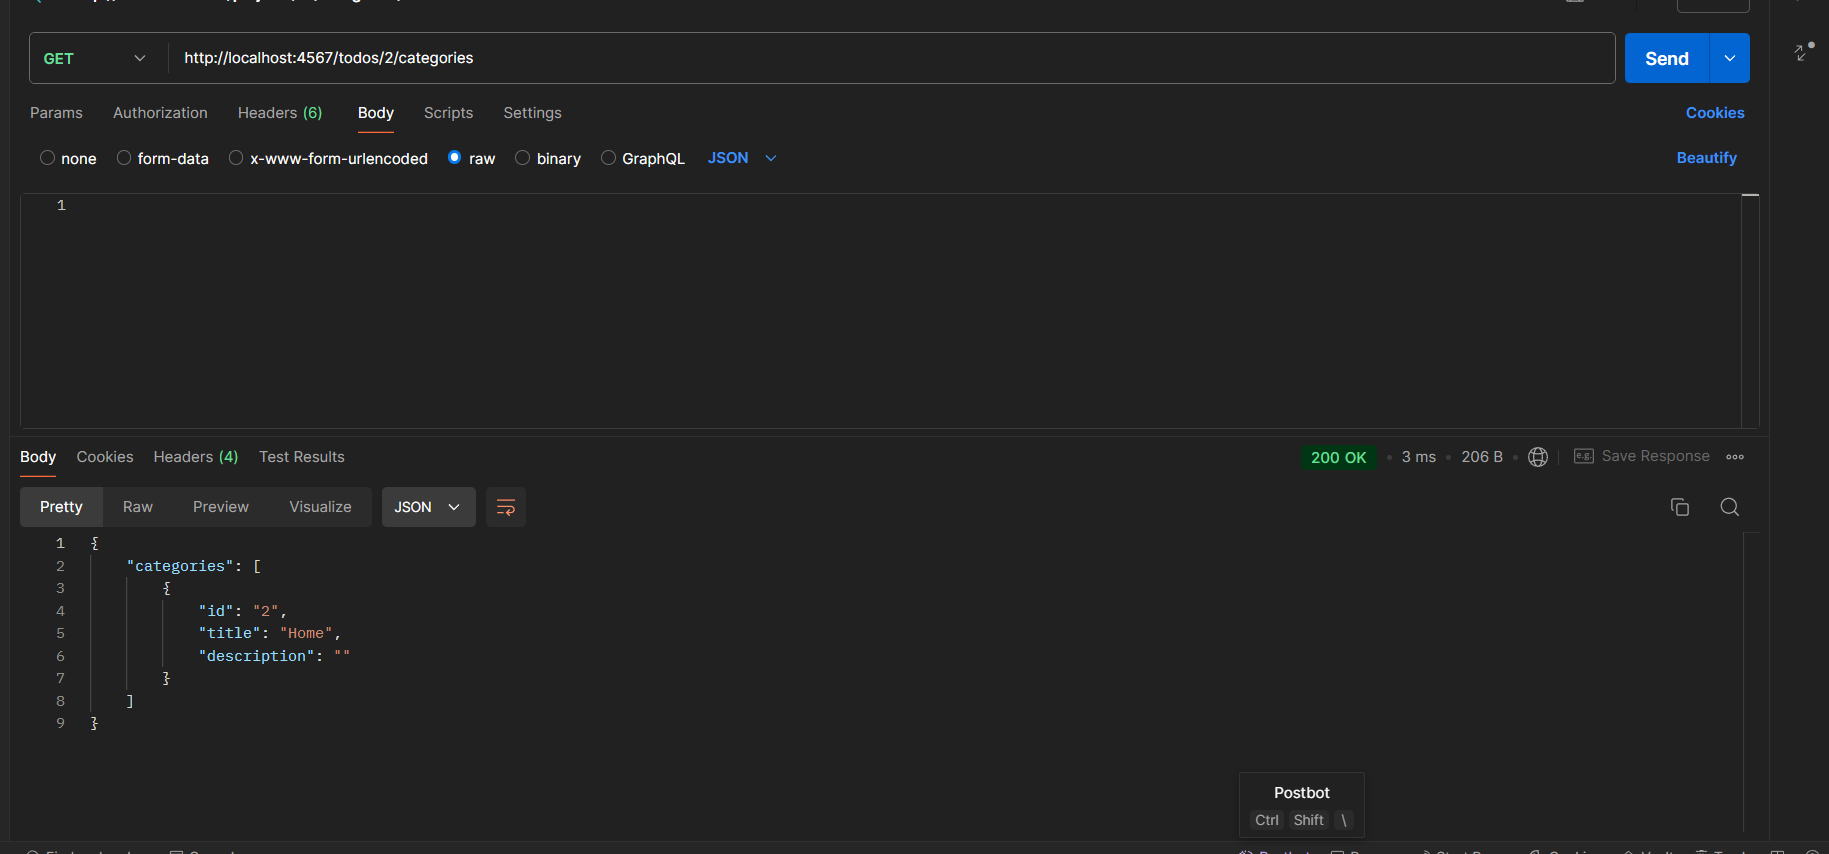 GET http://localhost:4567/todos/2/categories Send
Params Authorization Headers (6) Body Scripts Settings Cookies
none form-data x-www-form-urlencoded raw binary GraphQL JSON Beautify
1
Body Cookies Headers (4) Test Results 200 OK • 3 ms • 206 B • e.g. Save Response
Pretty Raw Preview Visualize JSON
1 {
2 "categories": [
3 {
4 "id": "2",
5 "title": "Home",
6 "description": ""
7 }
8 ]
9 }
Postbot
Ctrl Shift \